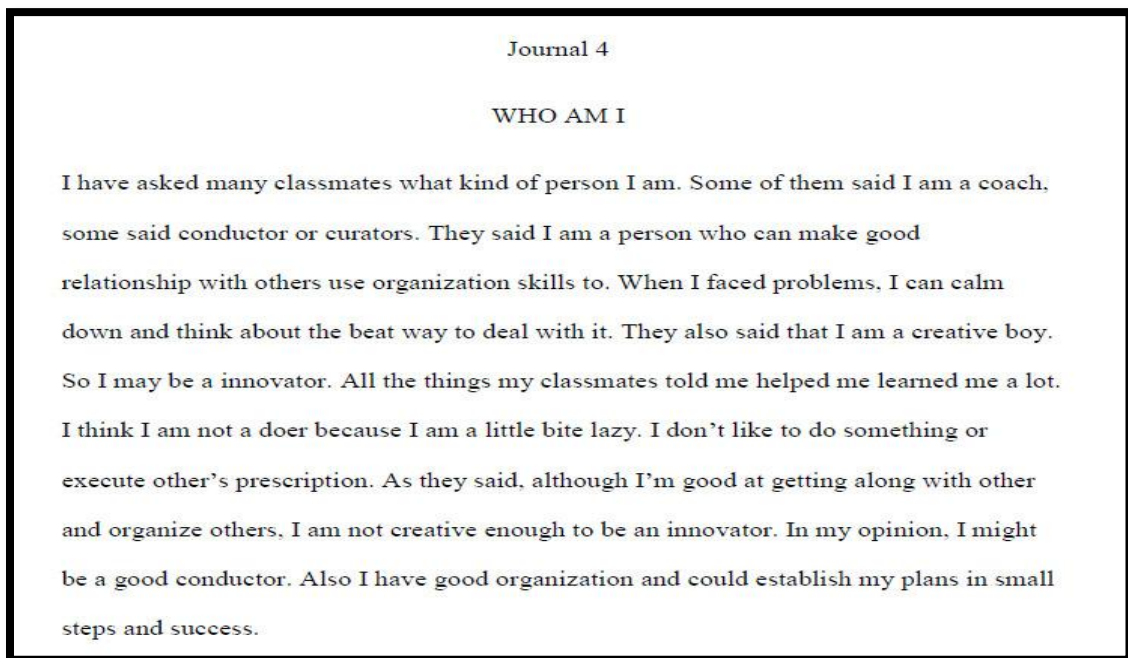 Journal 4
WHO AM I
I have asked many classmates what kind of person I am. Some of them said I am a coach,
some said conductor or curators. They said I am a person who can make good
relationship with others use organization skills to. When I faced problems, I can calm
down and think about the beat way to deal with it. They also said that I am a creative boy.
So I may be a innovator. All the things my classmates told me helped me learned me a lot.
I think I am not a doer because I am a little bite lazy. I don’t like to do something or
execute other’s prescription. As they said, although I’m good at getting along with other
and organize others, I am not creative enough to be an innovator. In my opinion, I might
be a good conductor. Also I have good organization and could establish my plans in small
steps and success.